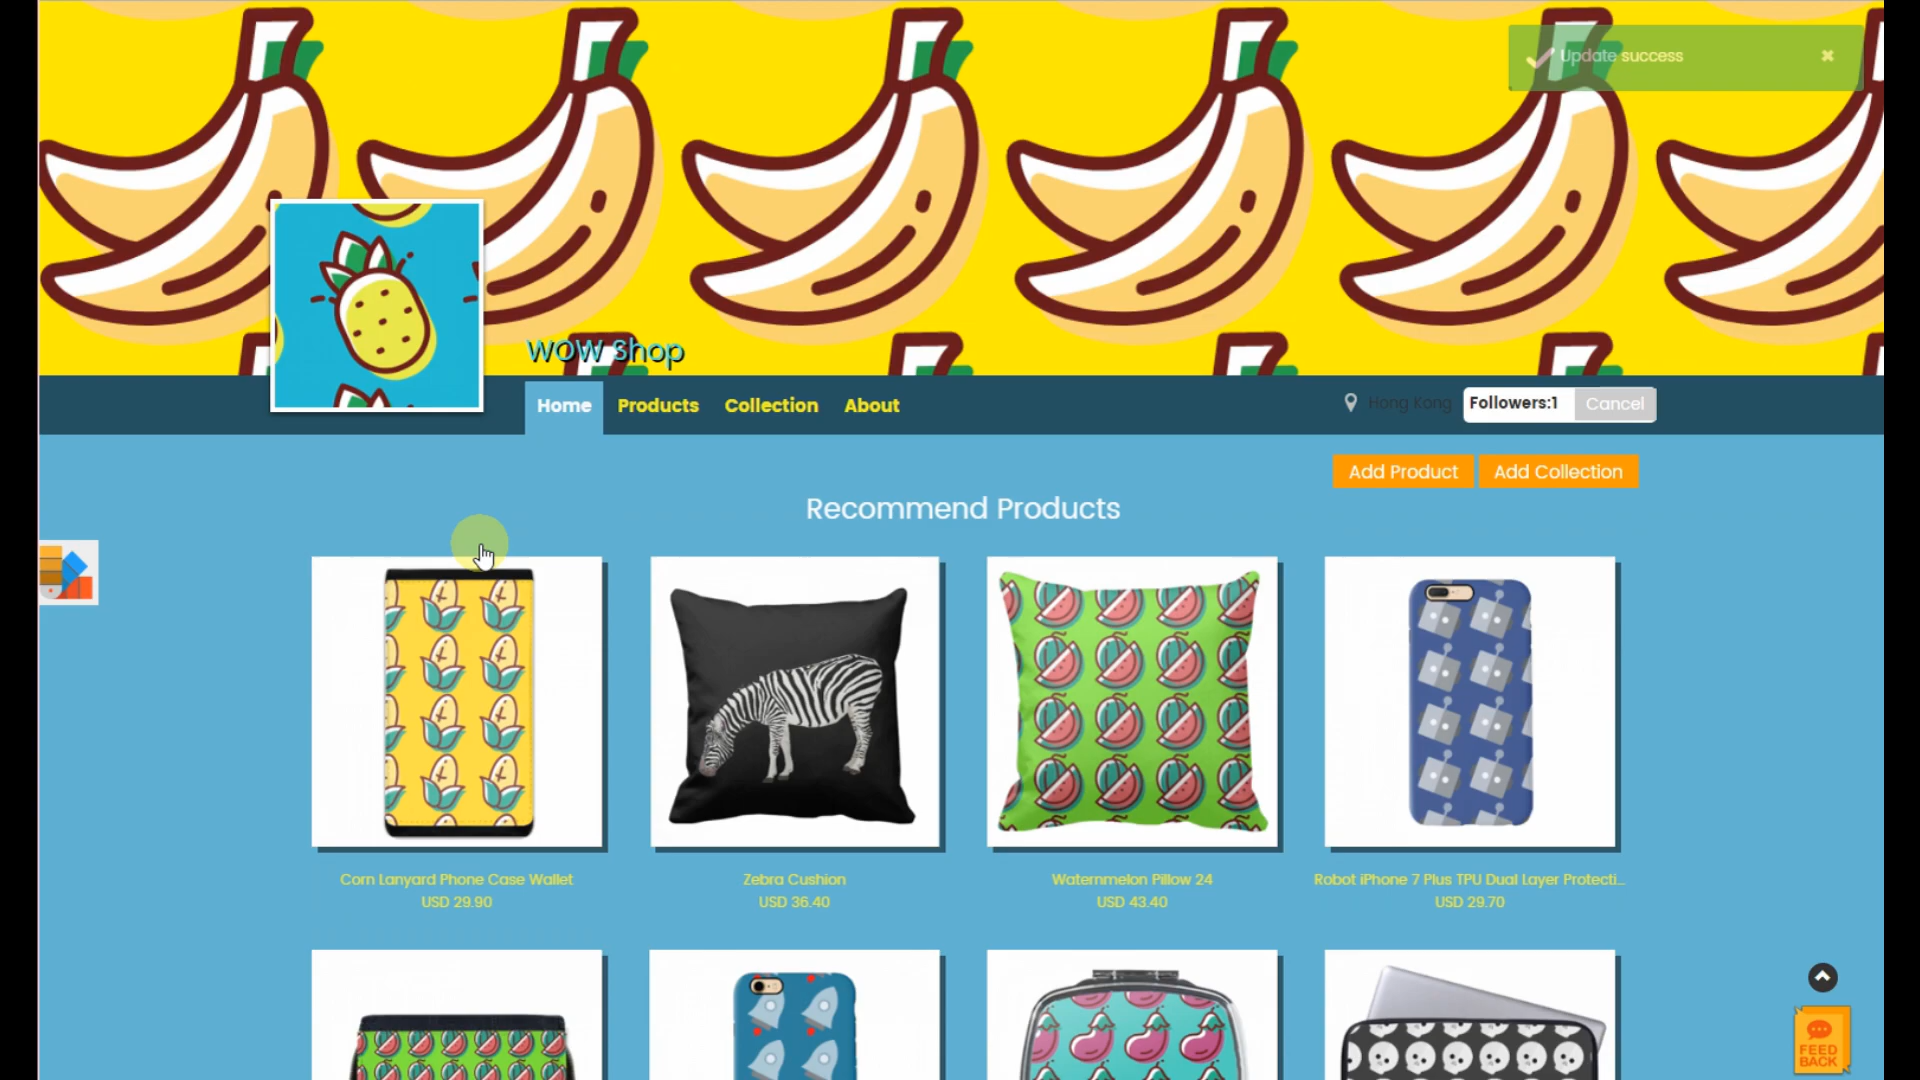 Update success
WOW Shop
Home Products Collection About
Hong Kong Followers:1 Cancel
Add Product Add Collection
Recommend Products
Corn Lanyard Phone Case Wallet
USD 29.90
Zebra Cushion
USD 36.40
Waternmelon Pillow 24
USD 43.40
Robot iPhone 7 Plus TPU Dual Layer Protecti...
USD 29.70
FEED
BACK